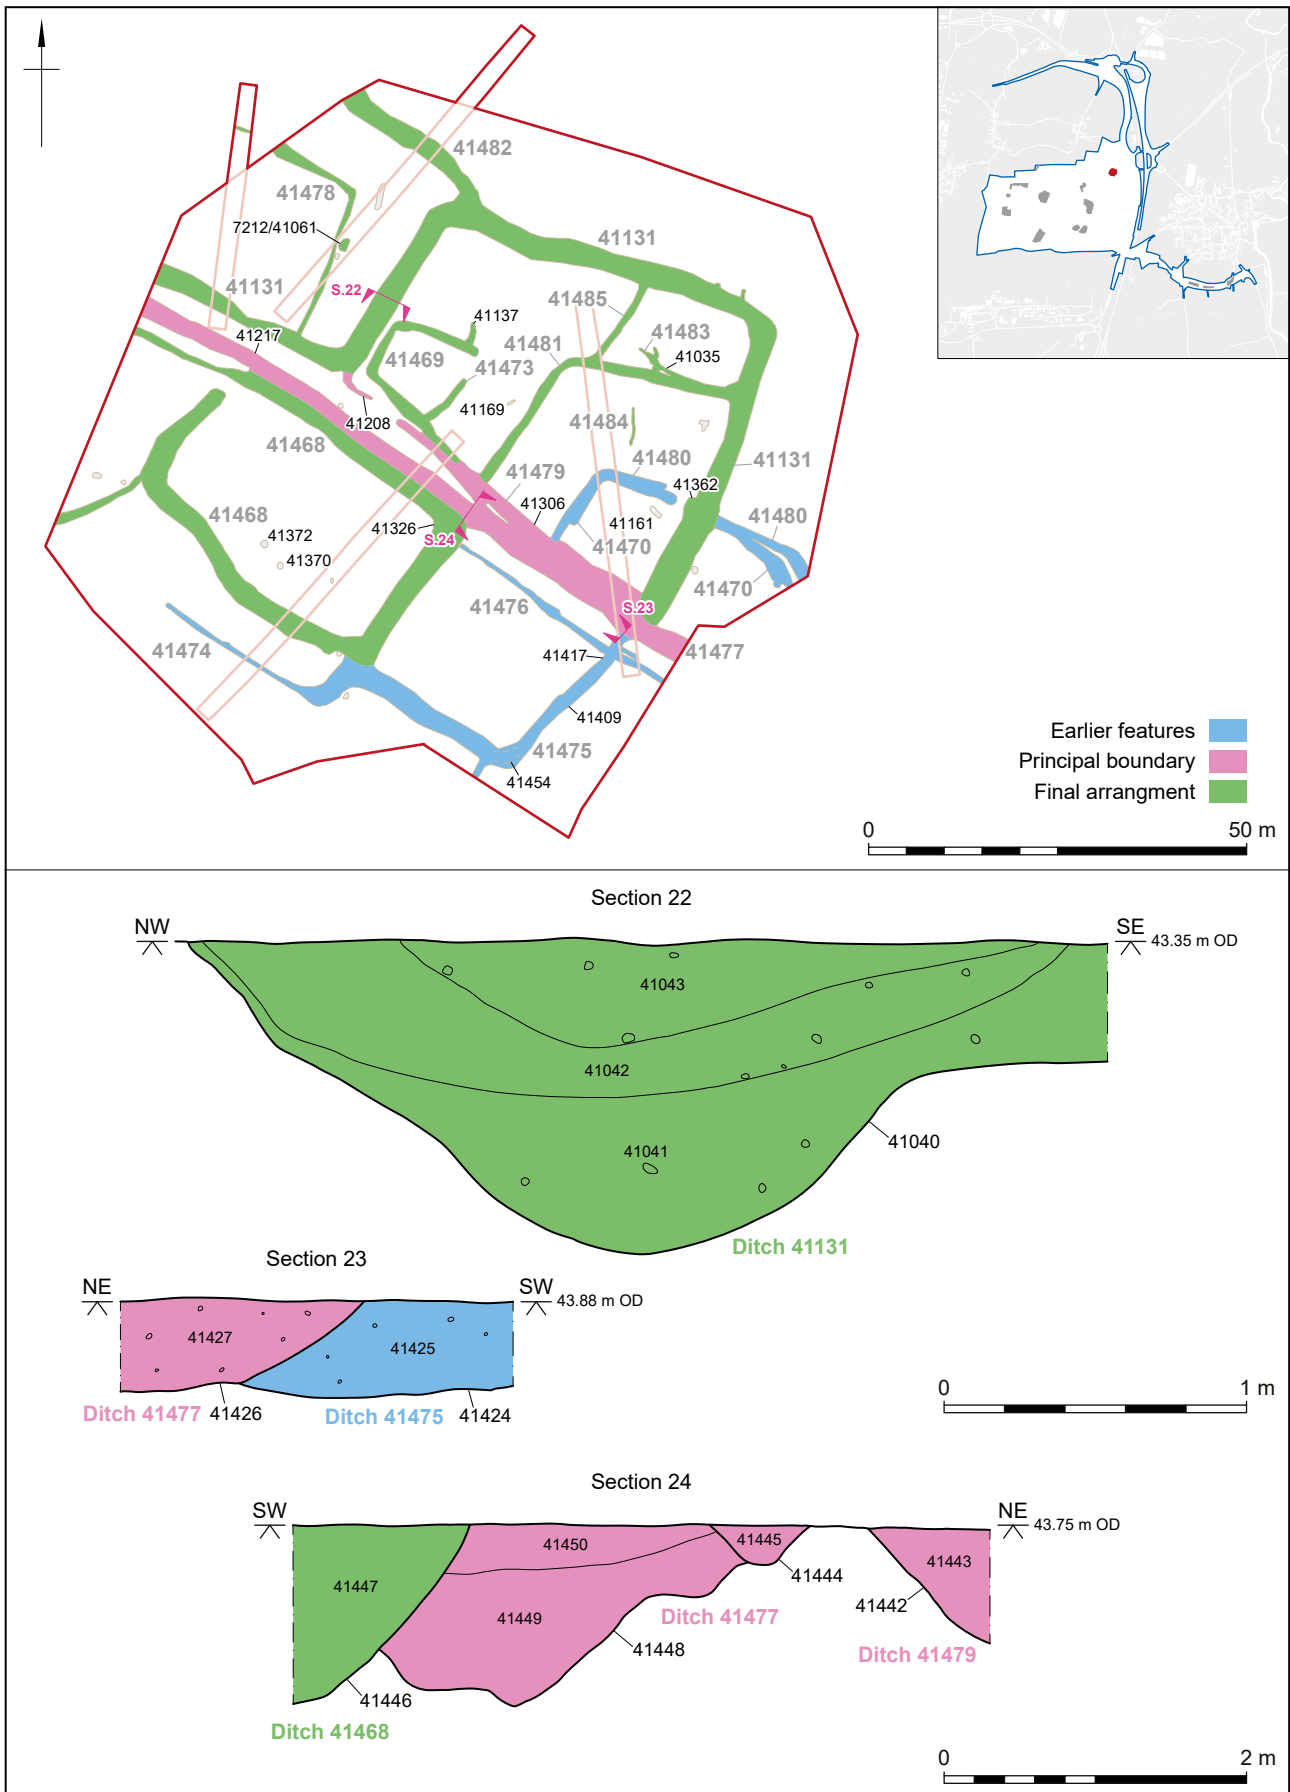 41482
41478
7212/41061
41131
41131
S.22
41485
41137
41483
41217
41481
41035
41469
41473
41169
41208
41484
41468
41480
41131
41479
41362
41468
41306
41480
41326
41161
41372
S.24
41470
41370
41470
41476
S.23
41474
41417
41477
41409
41475
41454
Earlier features
Principal boundary
Final arrangment
0 50 m
Section 22
NW SE
43.35 m OD
41043
41042
41041
41040
Ditch 41131
Section 23
NE SW
43.88 m OD
41427
41425
Ditch 41477 41426 Ditch 41475 41424
0 1 m
Section 24
SW NE
43.75 m OD
41450
41445
41443
41447
41444
41442
41449
Ditch 41477
41448
Ditch 41479
41446
Ditch 41468
0 2 m